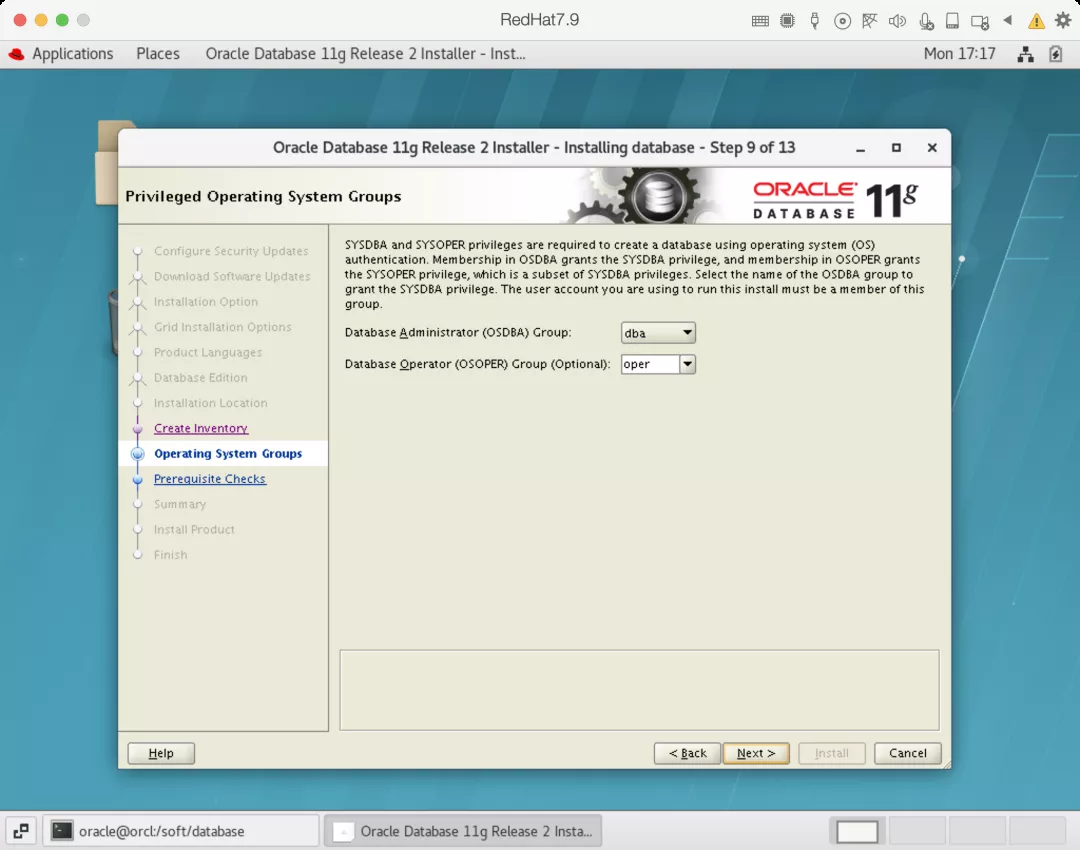 RedHat7.9
Applications Places Oracle Database 11g Release 2 Installer - Inst... Mon 17:17
Oracle Database 11g Release 2 Installer - Installing database - Step 9 of 13
Privileged Operating System Groups
ORACLE
DATABASE 11g
Configure Security Updates
Download Software Updates
Installation Option
Grid Installation Options
Product Languages
Database Edition
Installation Location
Create Inventory
Operating System Groups
Prerequisite Checks
Summary
Install Product
Finish
SYSDBA and SYSOPER privileges are required to create a database using operating system (OS)
authentication. Membership in OSDBA grants the SYSDBA privilege, and membership in OSOPER grants
the SYSOPER privilege, which is a subset of SYSDBA privileges. Select the name of the OSDBA group to
grant the SYSDBA privilege. The user account you are using to run this install must be a member of this
group.
Database Administrator (OSDBA) Group: dba
Database Operator (OSOPER) Group (Optional): oper
Help < Back Next > Install Cancel
oracle@orcl:/soft/database Oracle Database 11g Release 2 Insta...